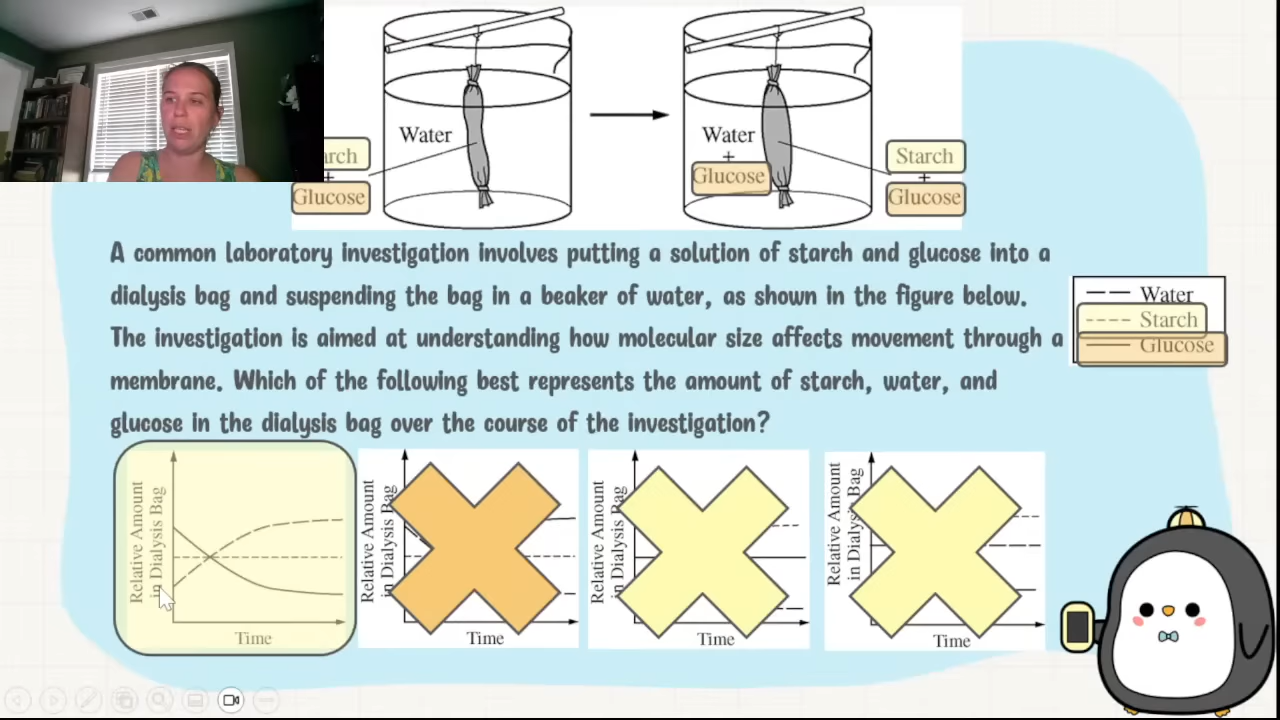 Water
Water
+
Glucose
+
Glucose
Starch
+
Glucose
A common laboratory investigation involves putting a solution of starch and glucose into a
dialysis bag and suspending the bag in a beaker of water, as shown in the figure below.
The investigation is aimed at understanding how molecular size affects movement through a
membrane. Which of the following best represents the amount of starch, water, and
glucose in the dialysis bag over the course of the investigation?
Water
Starch
Glucose
Relative Amount
in Dialysis Bag
Time
Relative Amount
in Dialysis Bag
Time
Relative Amount
in Dialysis Bag
Time
Relative Amount
in Dialysis Bag
Time